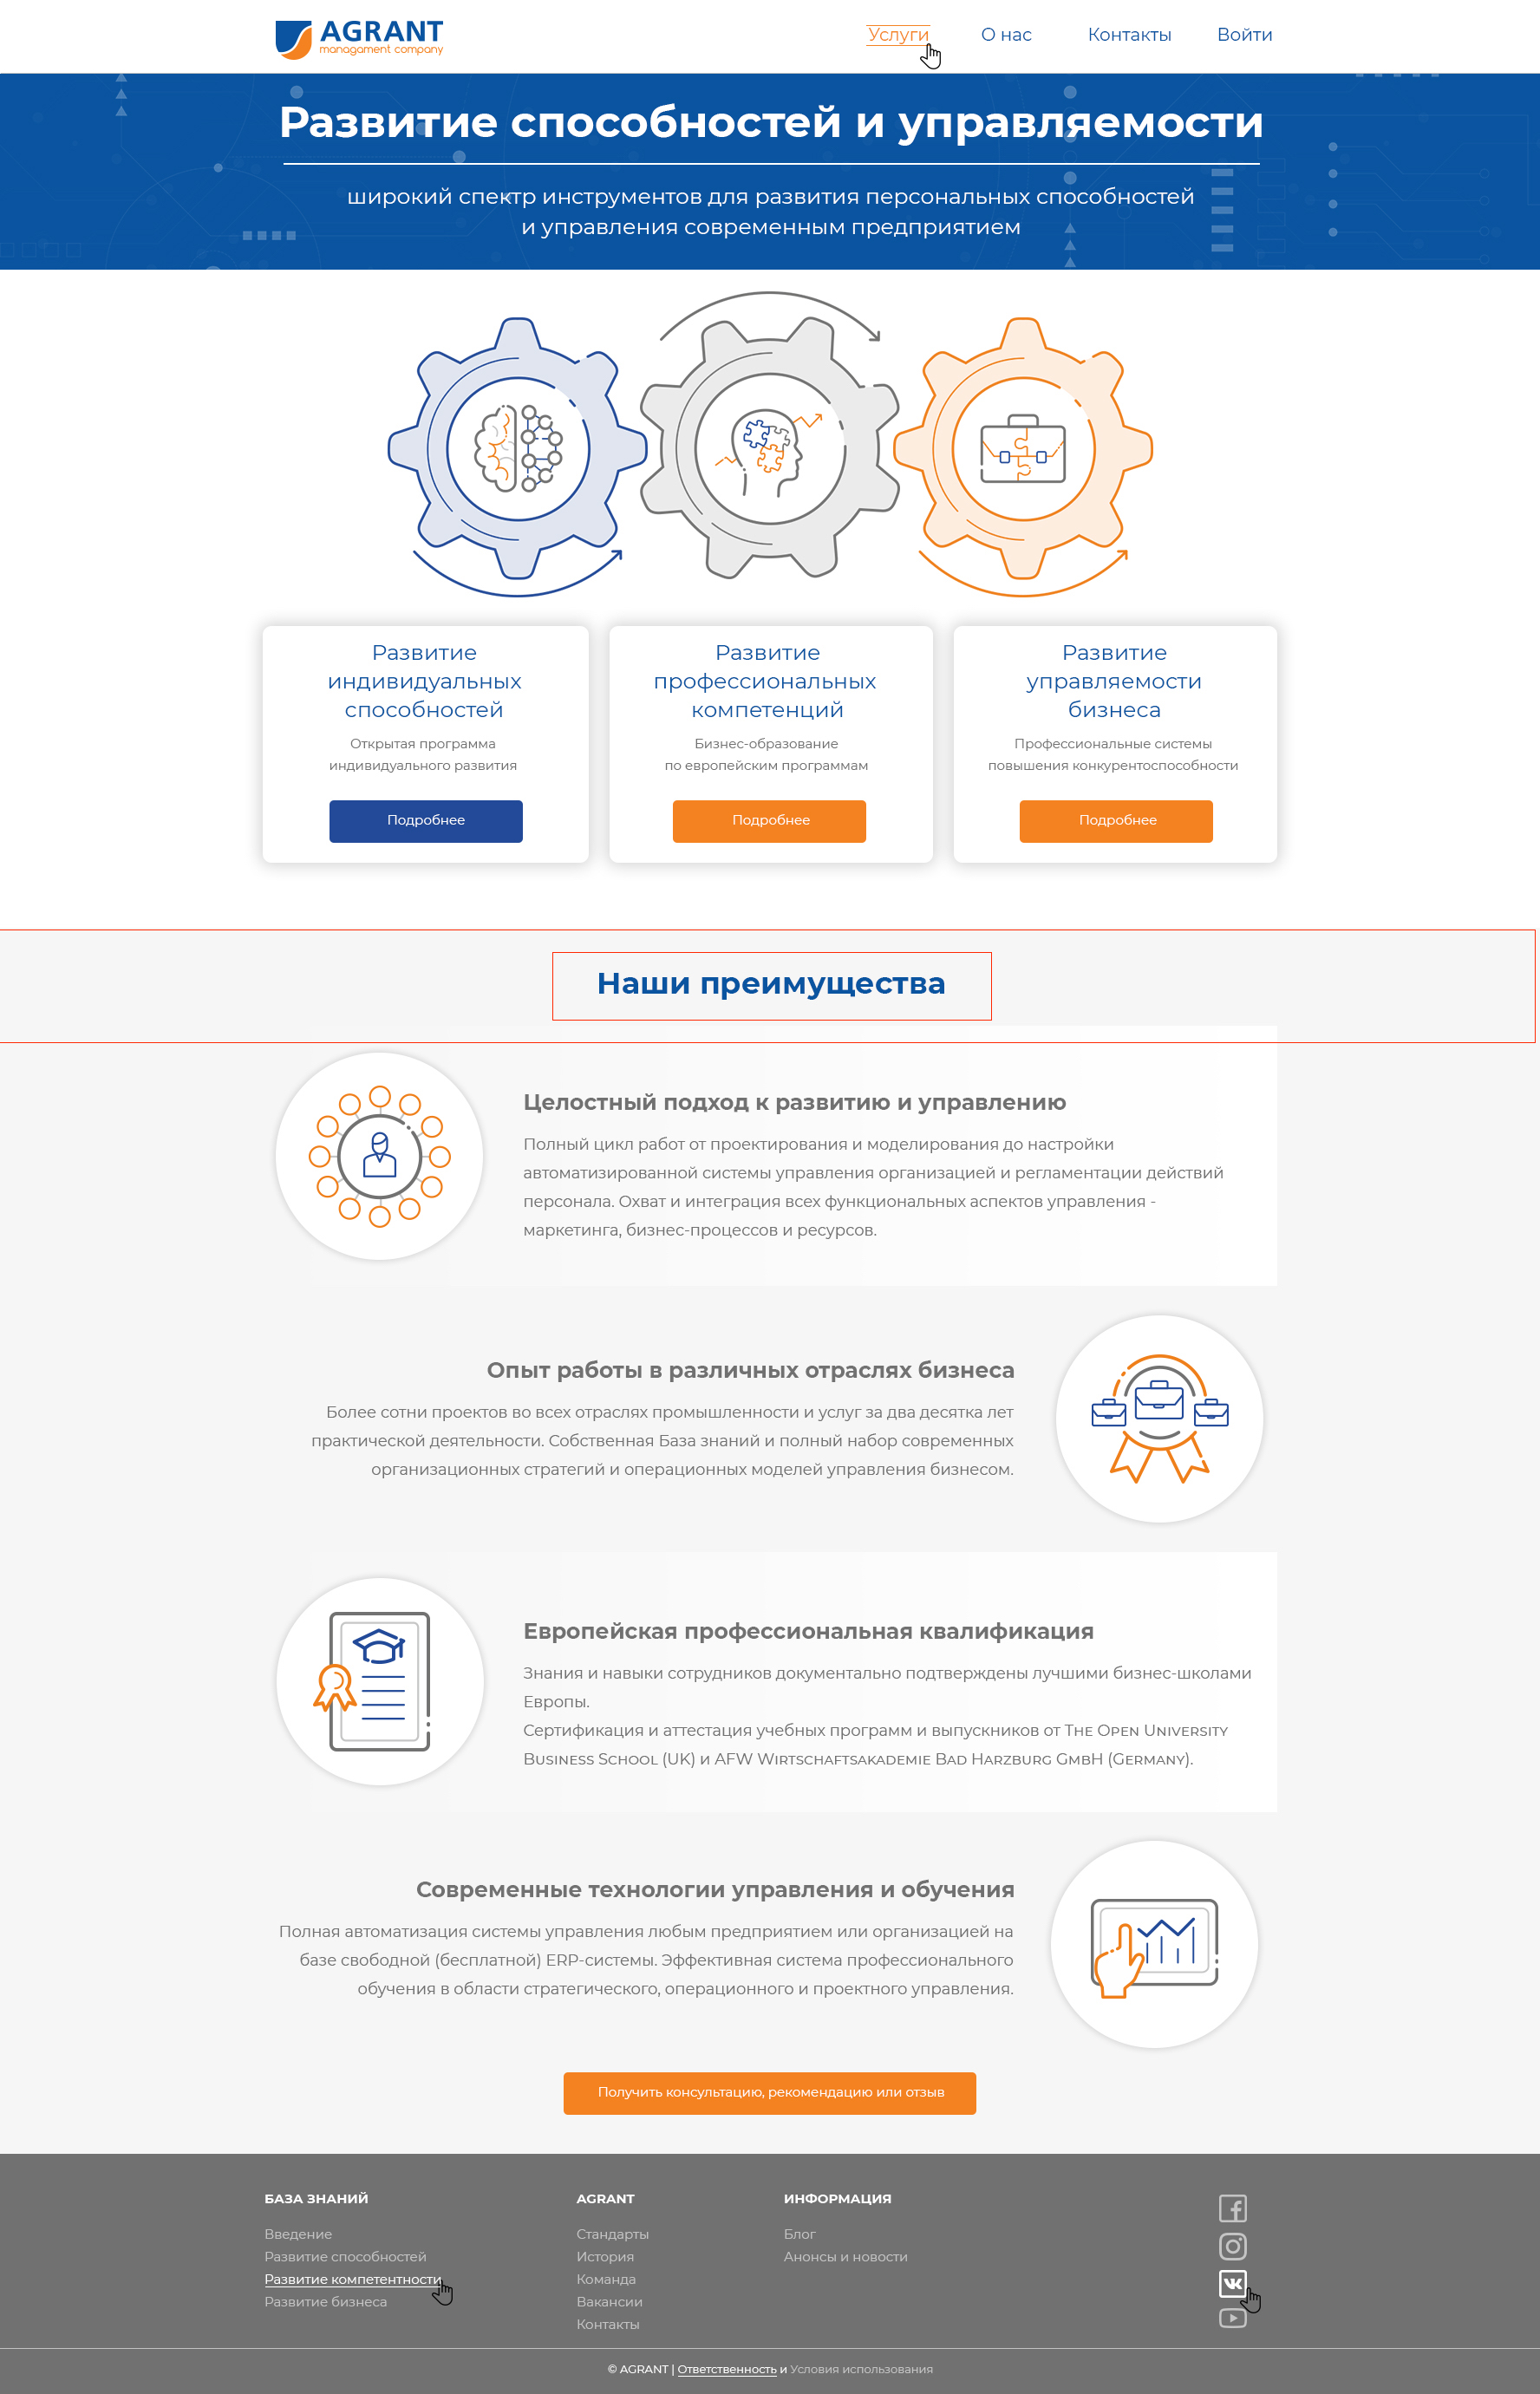 AGRANT
managament company
Услуги
О нас
Контакты
Войти
Развитие способностей и управляемости
широкий спектр инструментов для развития персональных способностей
и управления современным предприятием
Развитие
индивидуальных
способностей
Открытая программа
индивидуального развития
Подробнее
Развитие
профессиональных
компетенций
Бизнес-образование
по европейским программам
Подробнее
Развитие
управляемости
бизнеса
Профессиональные системы
повышения конкурентоспособности
Подробнее
Наши преимущества
Целостный подход к развитию и управлению
Полный цикл работ от проектирования и моделирования до настройки
автоматизированной системы управления организацией и регламентации действий
персонала. Охват и интеграция всех функциональных аспектов управления -
маркетинга, бизнес-процессов и ресурсов.
Опыт работы в различных отраслях бизнеса
Более сотни проектов во всех отраслях промышленности и услуг за два десятка лет
практической деятельности. Собственная База знаний и полный набор современных
организационных стратегий и операционных моделей управления бизнесом.
Европейская профессиональная квалификация
Знания и навыки сотрудников документально подтверждены лучшими бизнес-школами
Европы.
Сертификация и аттестация учебных программ и выпускников от The Open University
Business School (UK) и AFW Wirtschaftsakademie Bad Harzburg GmbH (Germany).
Современные технологии управления и обучения
Полная автоматизация системы управления любым предприятием или организацией на
базе свободной (бесплатной) ERP-системы. Эффективная система профессионального
обучения в области стратегического, операционного и проектного управления.
Получить консультацию, рекомендацию или отзыв
БАЗА ЗНАНИЙ
Введение
Развитие способностей
Развитие компетентности
Развитие бизнеса
AGRANT
Стандарты
История
Команда
Вакансии
Контакты
ИНФОРМАЦИЯ
Блог
Анонсы и новости
© AGRANT | Ответственность и Условия использования